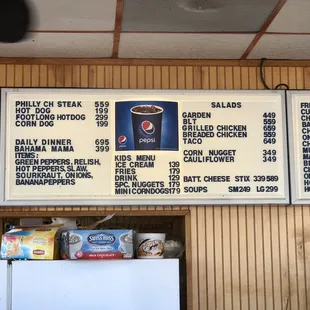 PHILLY CH STEAK 559
HOT DOG 199
FOOTLONG HOTDOG 299
CORN DOG 199
DAILY DINNER 695
BAHAMA MAMA 399
ITEMS:
GREEN PEPPERS, RELISH,
HOT PEPPERS, SLAW,
SOURKRAUT, ONIONS,
BANANAPEPPERS
pepsi
KIDS MENU
ICE CREAM 139
FRIES 179
DRINK 129
5PC. NUGGETS 179
MINICORNDOGS 179
SALADS
GARDEN 449
BLT 559
GRILLED CHICKEN 659
BREADED CHICKEN 559
TACO 649
CORN NUGGET 349
CAULIFLOWER 349
BATT. CHEESE STIX 339 589
SOUPS SM249 LG299
SWISS MISS